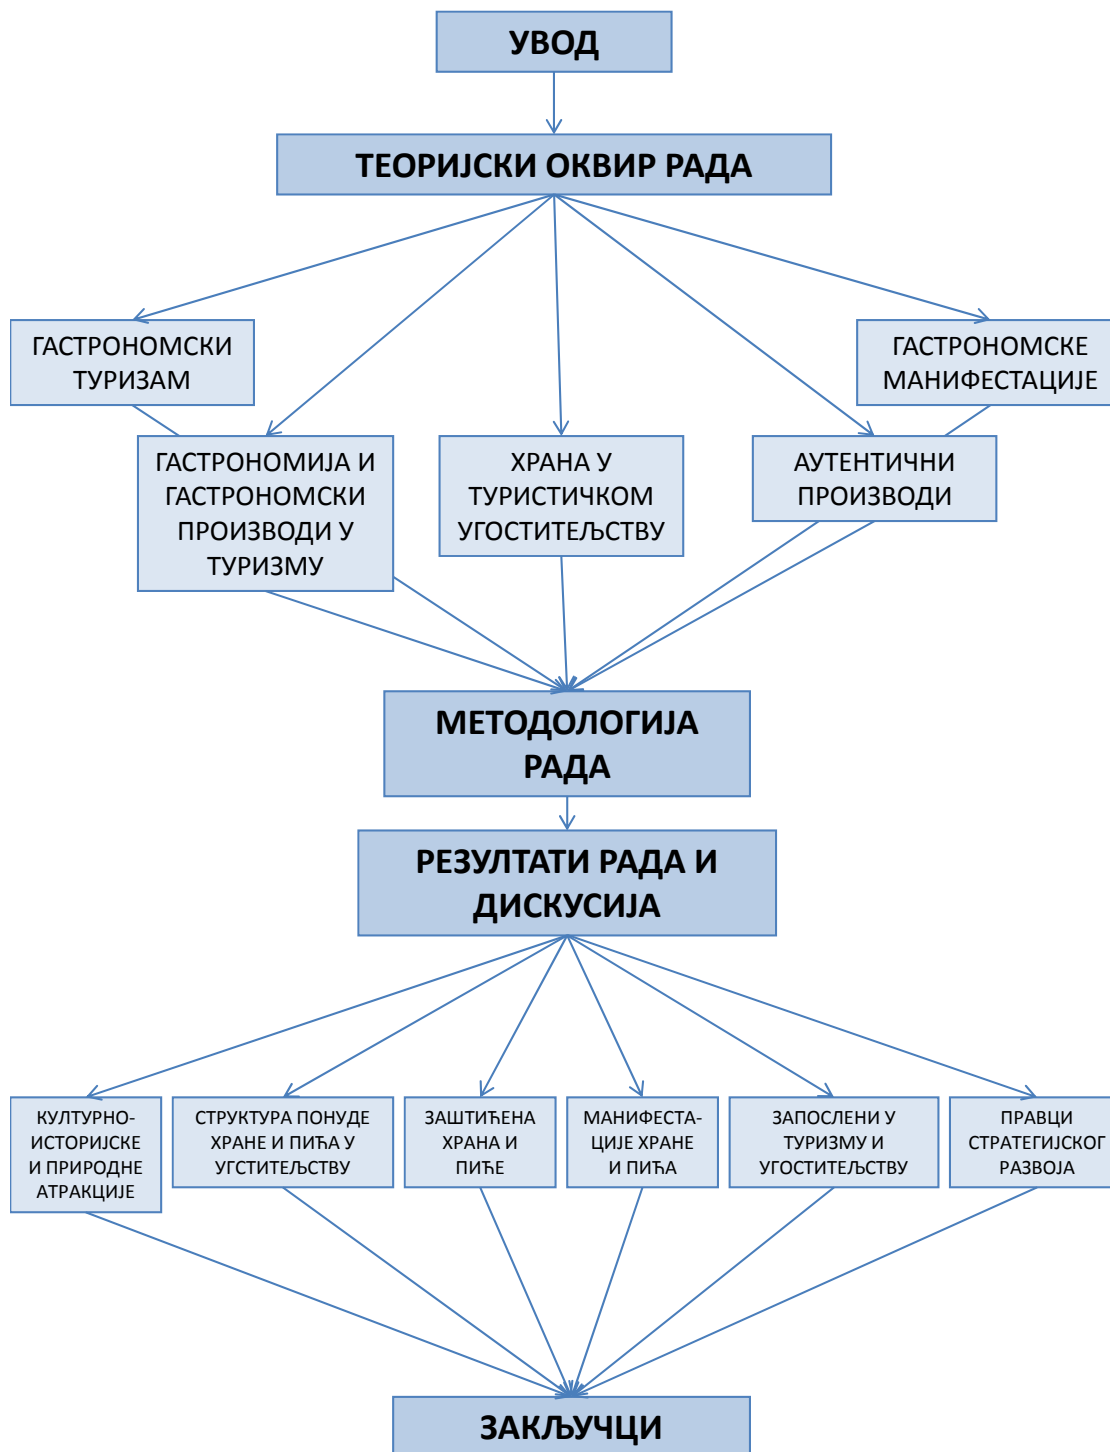 УВОД
ТЕОРИЈСКИ ОКВИР РАДА
ГАСТРОНОМСКИ
ТУРИЗАМ
ГАСТРОНОМСКЕ
МАНИФЕСТАЦИЈЕ
ГАСТРОНОМИЈА И
ГАСТРОНОМСКИ
ПРОИЗВОДИ У
ТУРИЗМУ
ХРАНА У
ТУРИСТИЧКОМ
УГОСТИТЕЉСТВУ
АУТЕНТИЧНИ
ПРОИЗВОДИ
МЕТОДОЛОГИЈА
РАДА
РЕЗУЛТАТИ РАДА И
ДИСКУСИЈА
КУЛТУРНО-
ИСТОРИЈСКЕ
И ПРИРОДНЕ
АТРАКЦИЈЕ
СТРУКТУРА ПОНУДЕ
ХРАНЕ И ПИЋА У
УГСТИТЕЉСТВУ
ЗАШТИЋЕНА
ХРАНА И
ПИЋЕ
МАНИФЕСТА-
ЦИЈЕ ХРАНЕ
И ПИЋА
ЗАПОСЛЕНИ У
ТУРИЗМУ И
УГОСТИТЕЉСТВУ
ПРАВЦИ
СТРАТЕГИЈСКОГ
РАЗВОЈА
ЗАКЉУЧЦИ